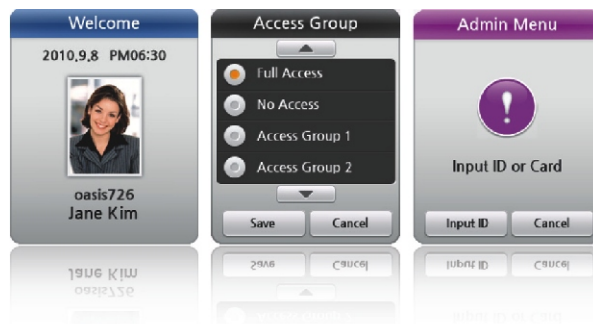 Welcome
2010,9,8 PM06:30
oasis726
Jane Kim
Access Group
Full Access
No Access
Access Group 1
Access Group 2
Save Cancel
Admin Menu
Input ID or Card
Input ID Cancel